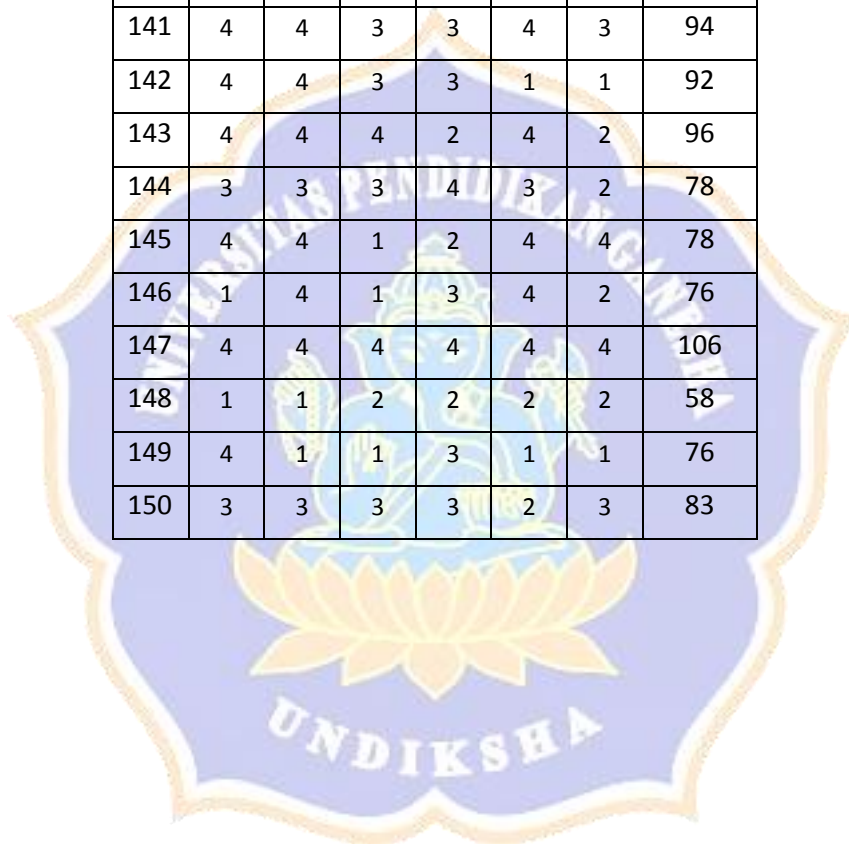 141 4 4 3 3 4 3 94
142 4 4 3 3 1 1 92
143 4 4 4 2 4 2 96
144 3 3 3 4 3 2 78
145 4 4 1 2 4 4 78
146 1 4 1 3 4 2 76
147 4 4 4 4 4 4 106
148 1 1 2 2 2 2 58
149 4 1 1 3 1 1 76
150 3 3 3 3 2 3 83
UNIVERSITAS PENDIDIKAN GANESHA
UNDIKSHA